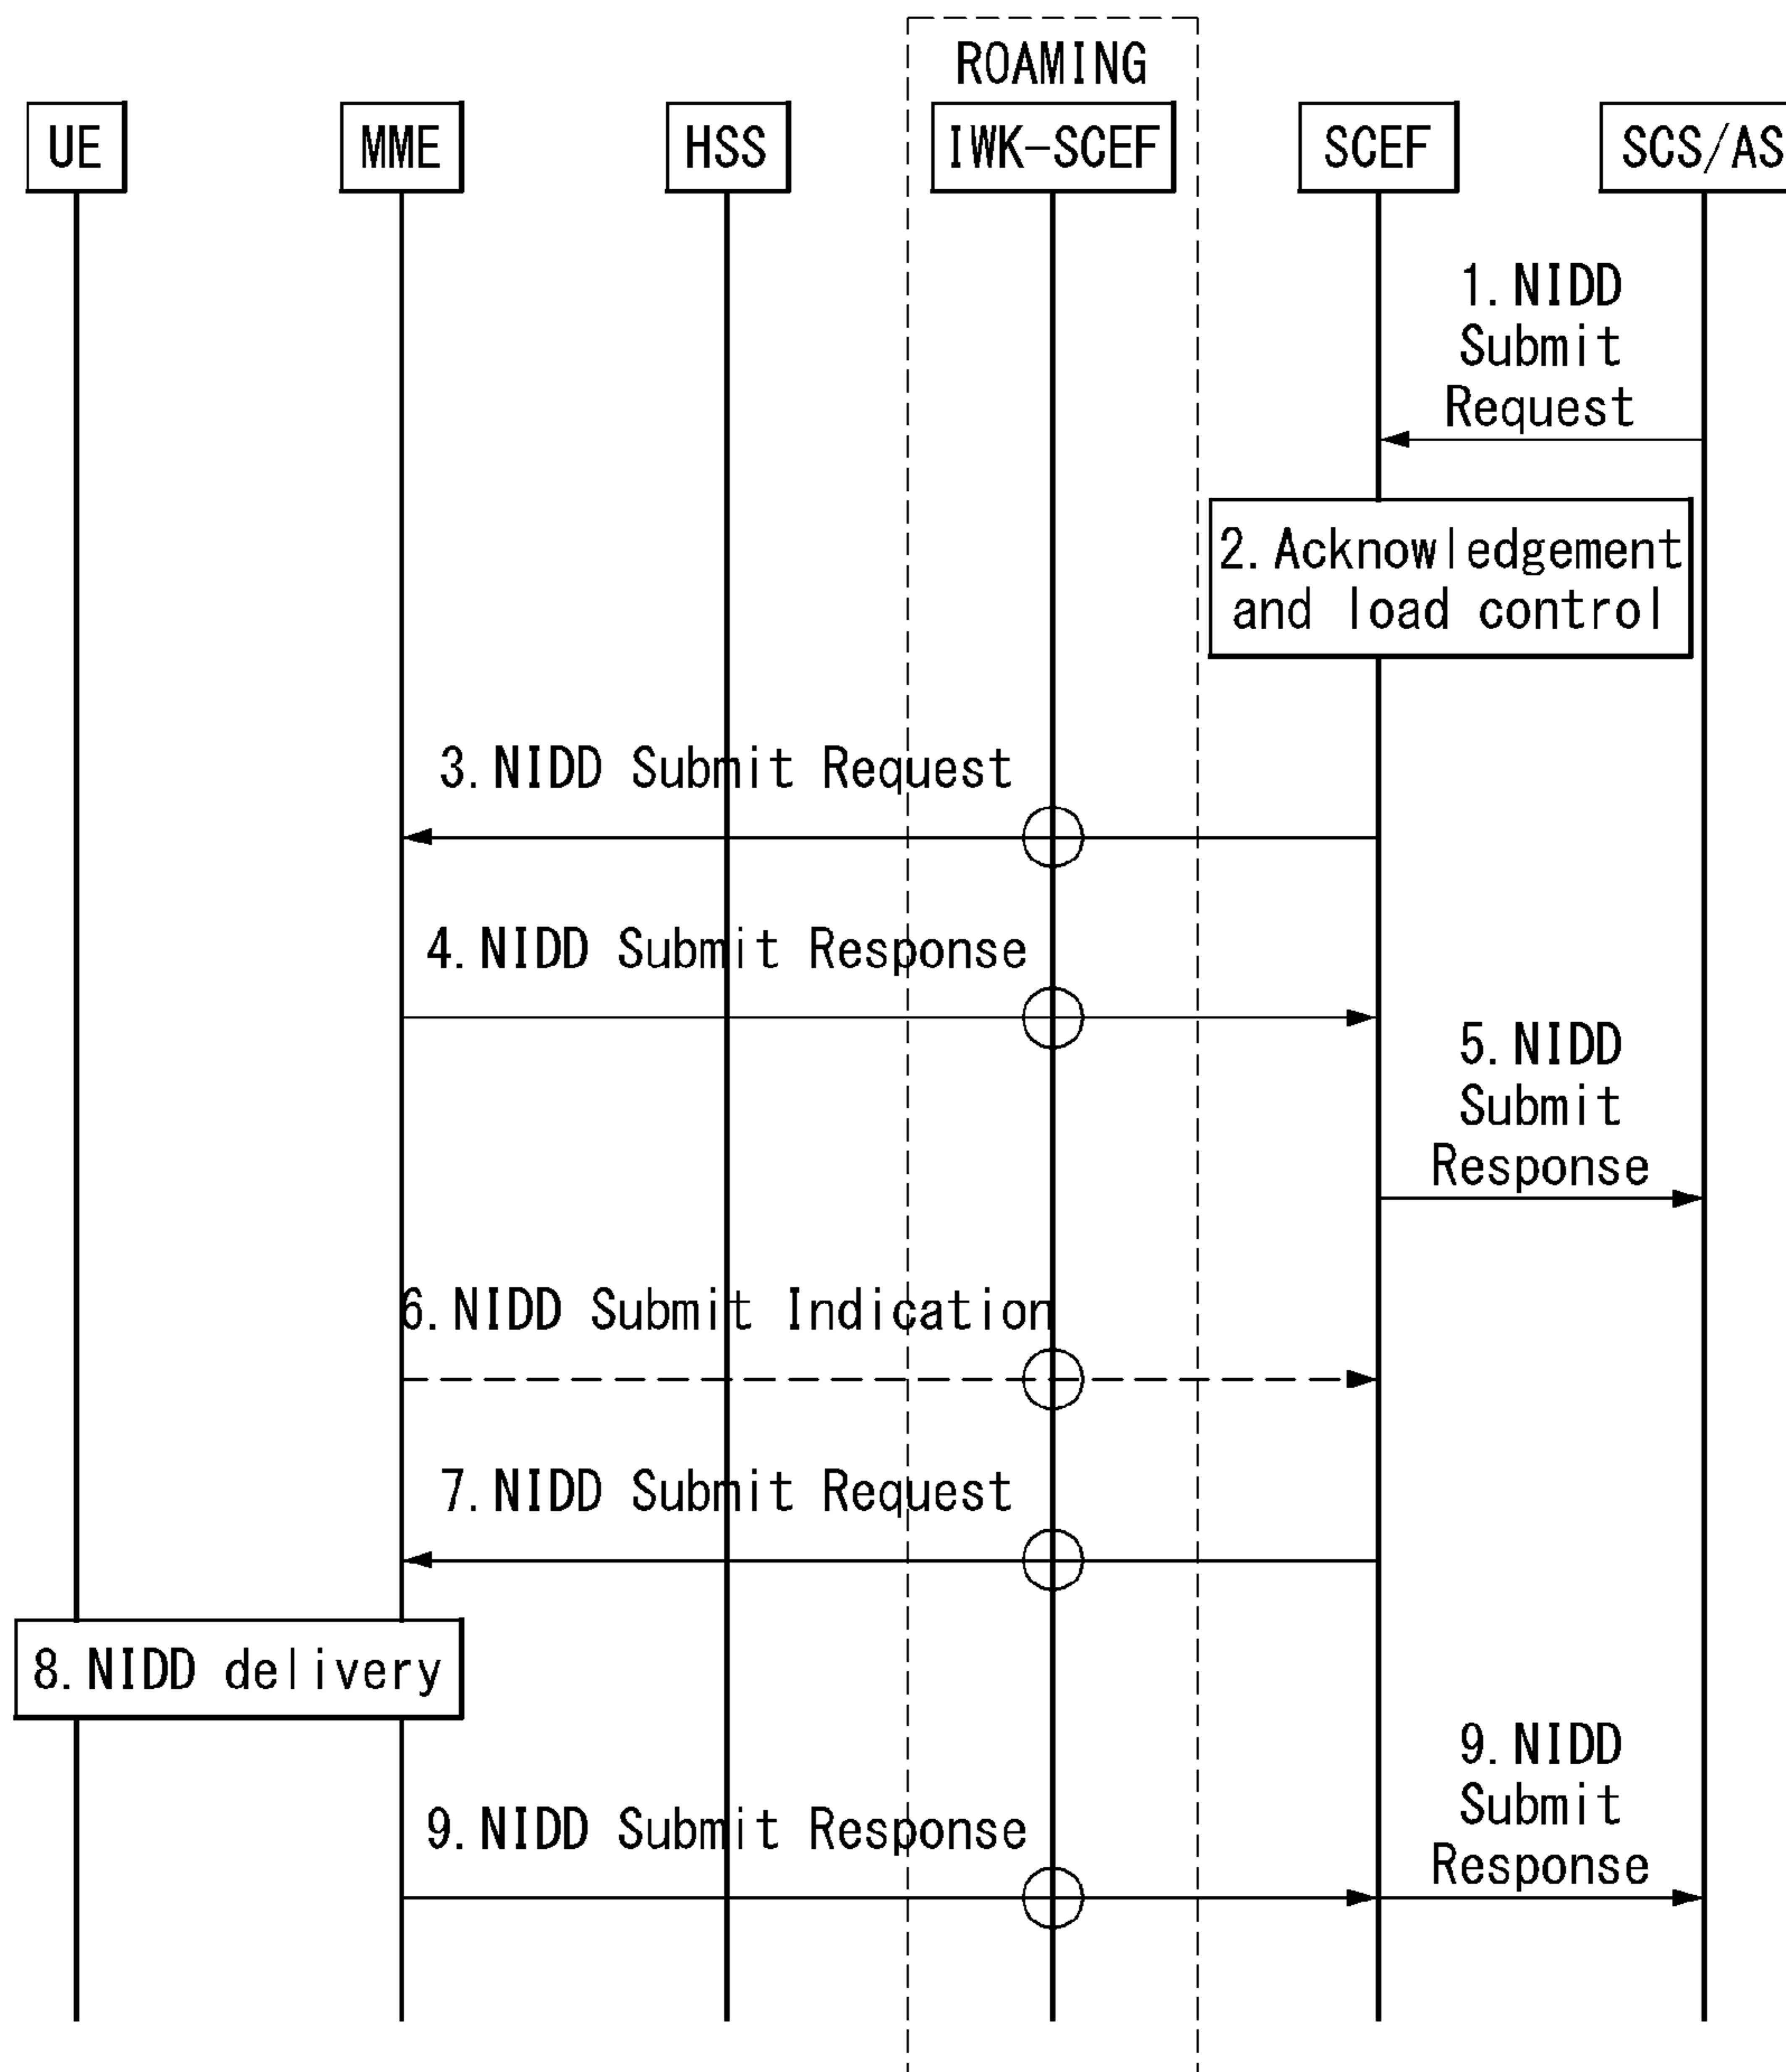 ROAMING
UE
MME
HSS
IWK-SCEF
SCEF
SCS/AS
1. NIDD
Submit
Request
2. Acknowledgement
and load control
3. NIDD Submit Request
4. NIDD Submit Response
5. NIDD
Submit
Response
6. NIDD Submit Indication
7. NIDD Submit Request
8. NIDD delivery
9. NIDD Submit Response
9. NIDD
Submit
Response